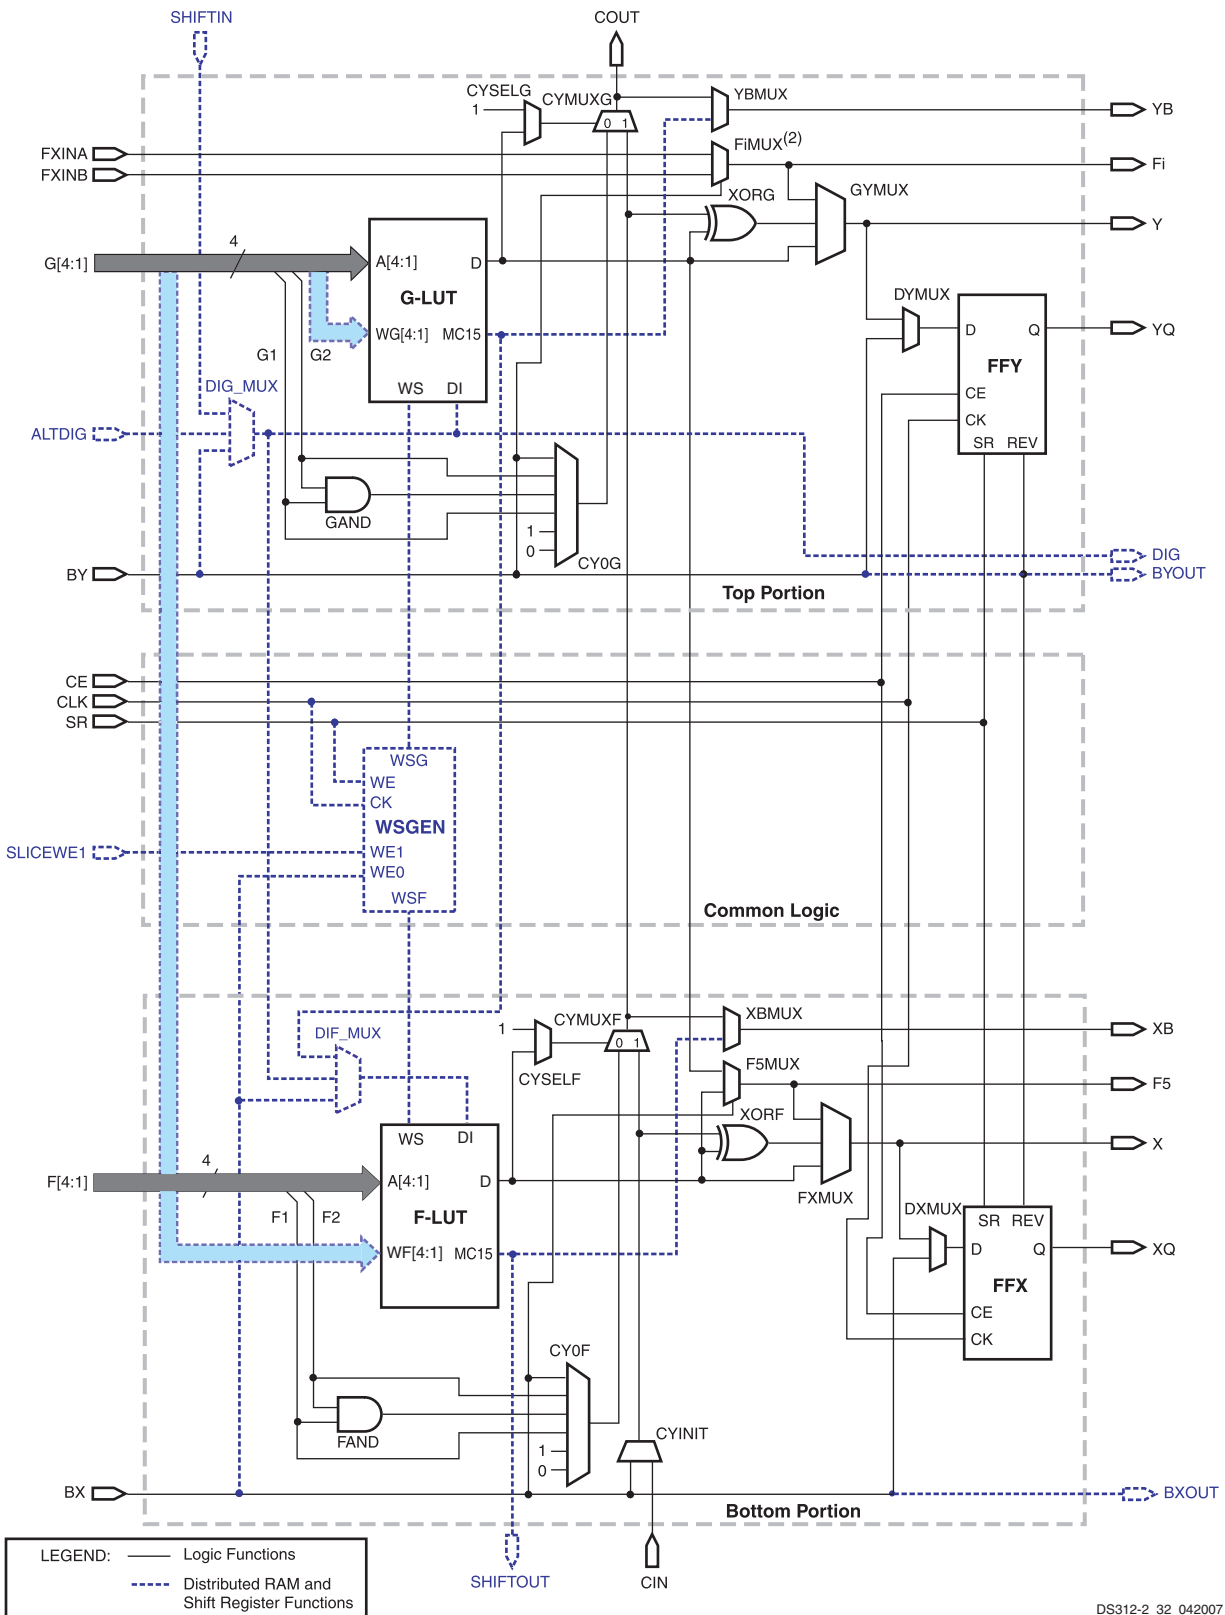 SHIFTIN
COUT
CYSELG
CYMUXG
YBMUX
1
0 1
YB
FXINA
FXINB
FiMUX(2)
Fi
XORG
GYMUX
Y
G[4:1]
4
A[4:1]
D
G-LUT
WG[4:1]
MC15
G1
G2
WS
DI
DYMUX
D
Q
YQ
FFY
CE
CK
SR
REV
DIG_MUX
ALTDIG
GAND
1
0
CY0G
DIG
BY
BYOUT
Top Portion
CE
CLK
SR
WSG
WE
CK
WSGEN
SLICEWE1
WE1
WE0
WSF
Common Logic
DIF_MUX
1
CYMUXF
0 1
CYSELF
XBMUX
XB
F5MUX
F5
XORF
X
FXMUX
WS
DI
F[4:1]
4
A[4:1]
D
F-LUT
F1
F2
WF[4:1]
MC15
DXMUX
SR
REV
D
Q
XQ
FFX
CE
CK
CY0F
FAND
1
0
CYINIT
BX
BXOUT
Bottom Portion
LEGEND:
Logic Functions
Distributed RAM and
Shift Register Functions
SHIFTOUT
CIN
DS312-2_32_042007